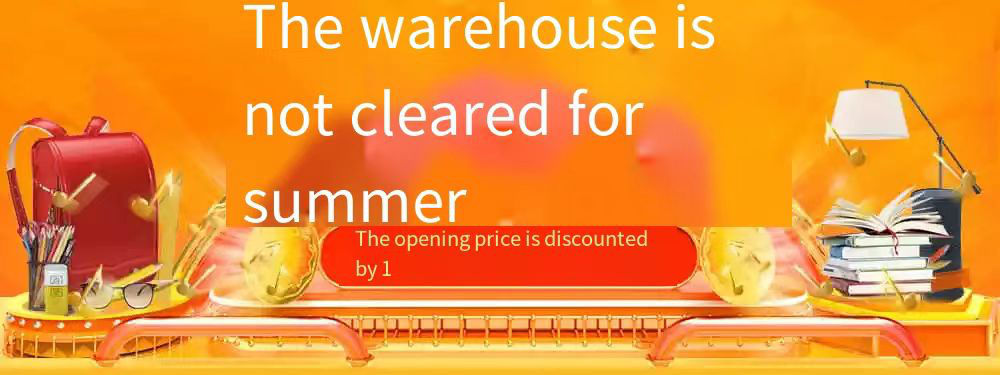 The warehouse is
not cleared for
summer
The opening price is discounted
by 1